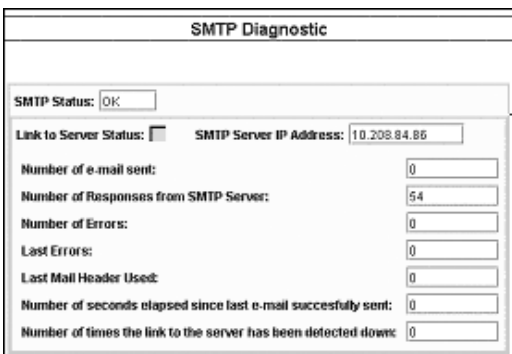 SMTP Diagnostic
SMTP Status: OK
Link to Server Status: SMTP Server IP Address: 10.208.84.86
Number of e-mail sent: 0
Number of Responses from SMTP Server: 54
Number of Errors: 0
Last Errors: 0
Last Mail Header Used: 0
Number of seconds elapsed since last e-mail succesfully sent: 0
Number of times the link to the server has been detected down: 0